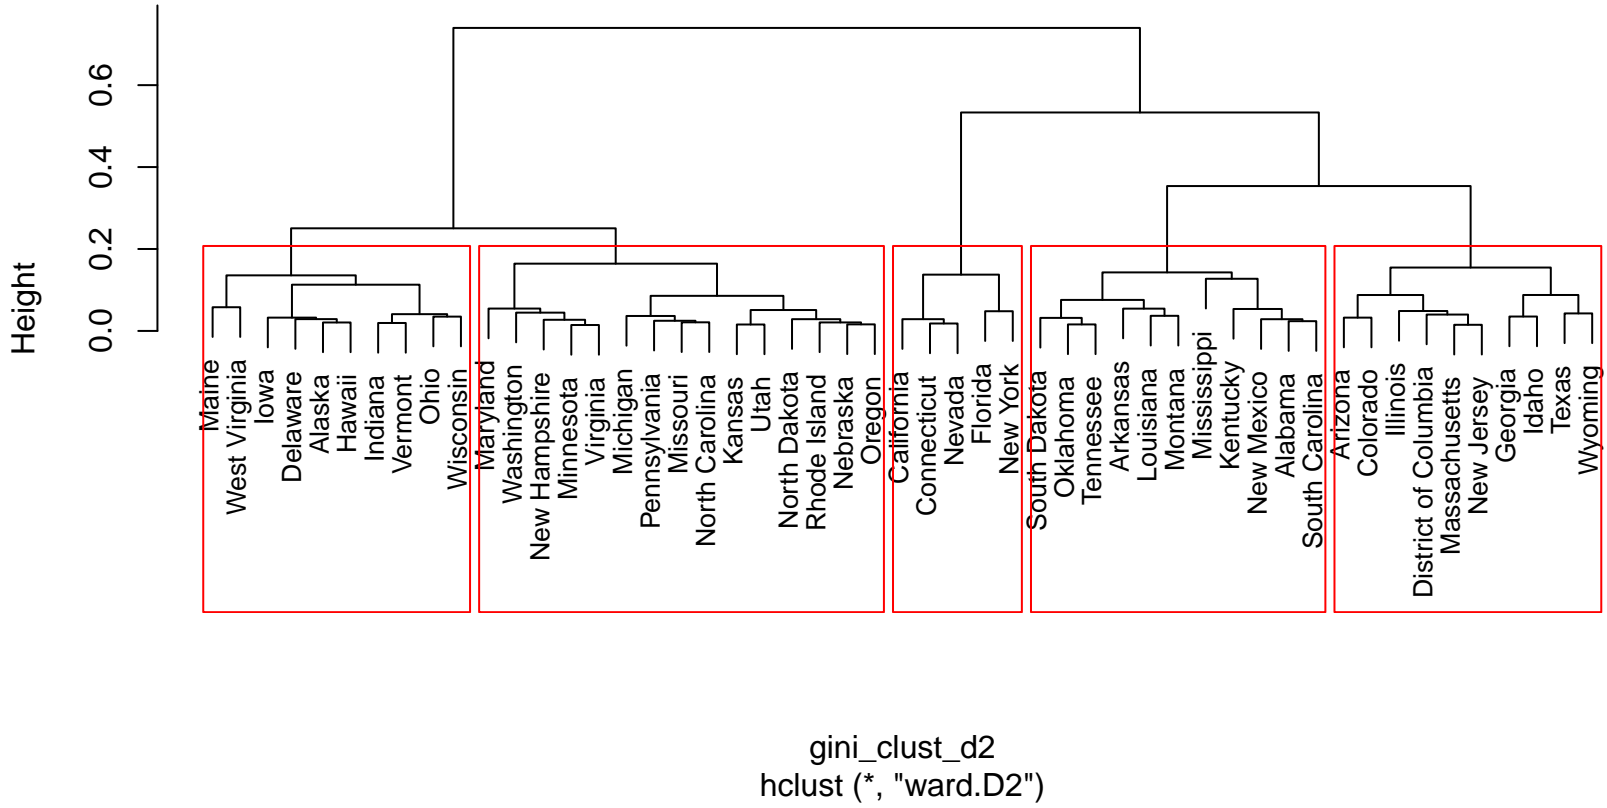 Height
0.0
0.2
0.4
0.6
Maine
West Virginia
Iowa
Delaware
Alaska
Hawaii
Indiana
Vermont
Ohio
Wisconsin
Maryland
Washington
New Hampshire
Minnesota
Virginia
Michigan
Pennsylvania
Missouri
North Carolina
Kansas
Utah
North Dakota
Rhode Island
Nebraska
Oregon
California
Connecticut
Nevada
Florida
New York
South Dakota
Oklahoma
Tennessee
Arkansas
Louisiana
Montana
Mississippi
Kentucky
New Mexico
Alabama
South Carolina
Arizona
Colorado
Illinois
District of Columbia
Massachusetts
New Jersey
Georgia
Idaho
Texas
Wyoming
gini_clust_d2
hclust (*, "ward.D2")